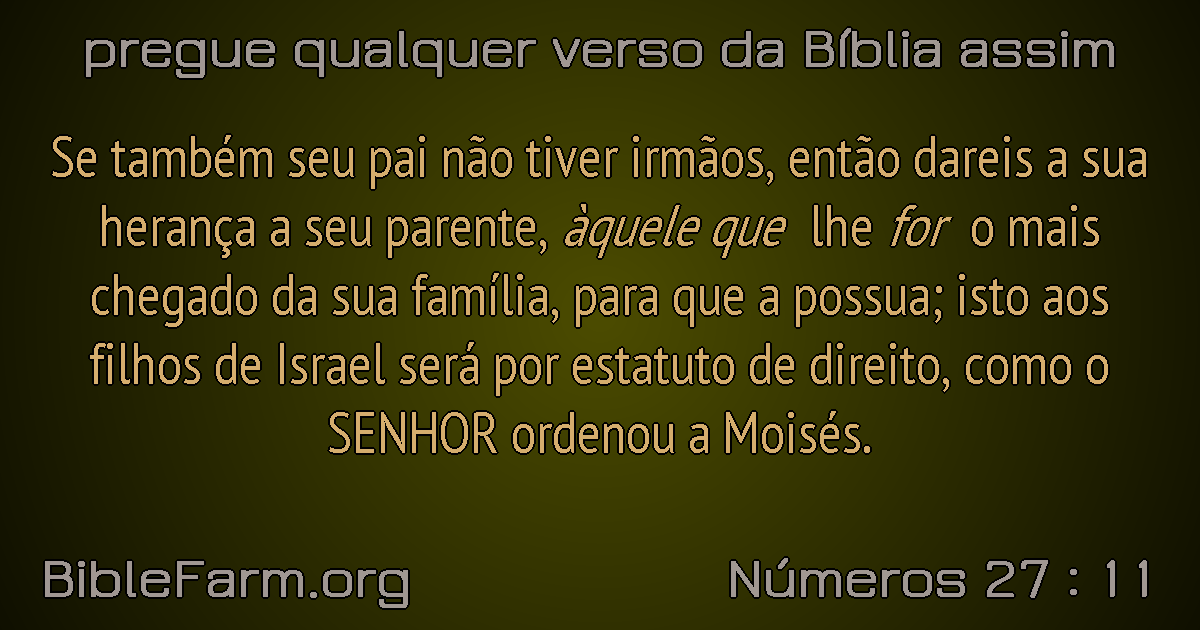 pregue qualquer verso da Bíblia assim
Se também seu pai não tiver irmãos, então dareis a sua
herança a seu parente, àquele que lhe for o mais
chegado da sua família, para que a possua; isto aos
filhos de Israel será por estatuto de direito, como o
SENHOR ordenou a Moisés.
BibleFarm.org
Números 27 : 11